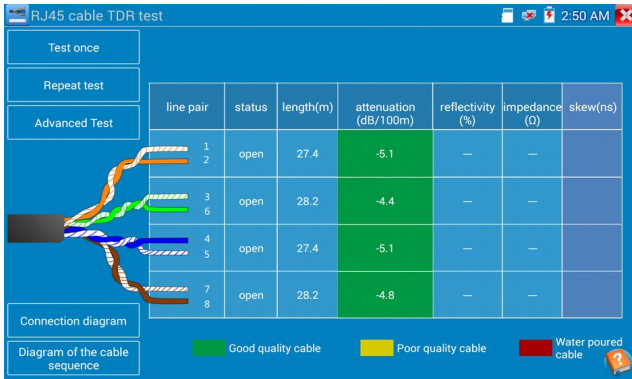 RJ45 cable TDR test
2:50 AM
Test once
Repeat test
Advanced Test
line pair status length(m) attenuation (dB/100m) reflectivity (%) impedance (Ω) skew(ns)
1 2 open 27.4 -5.1 — —
3 6 open 28.2 -4.4 — —
4 5 open 27.4 -5.1 — —
7 8 open 28.2 -4.8 — —
Connection diagram
Diagram of the cable
sequence
Good quality cable
Poor quality cable
Water poured
cable